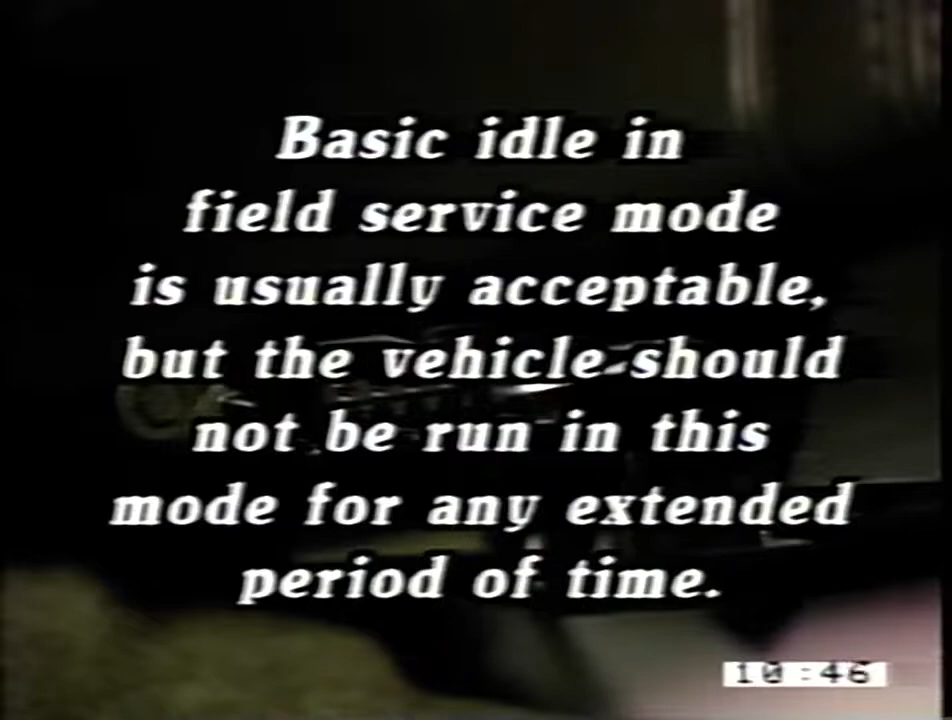 Basic idle in
field service mode
is usually acceptable,
but the vehicle should
not be run in this
mode for any extended
period of time.
10:46